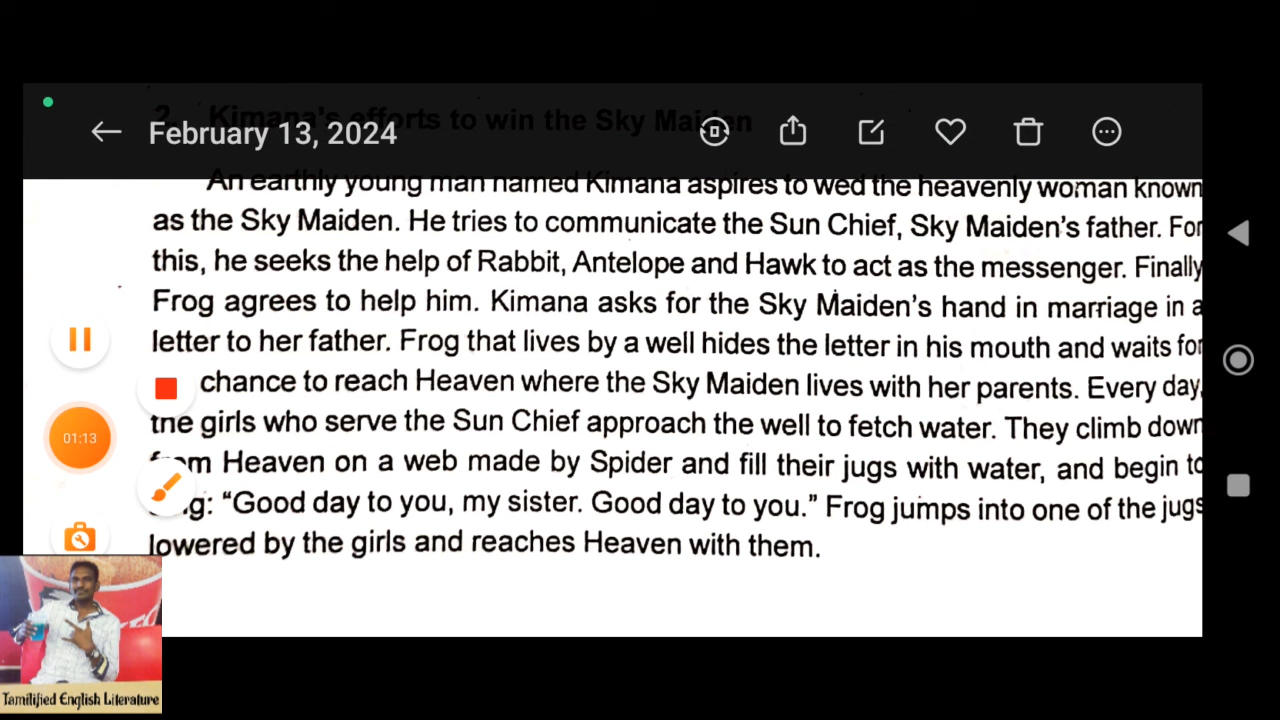 2. Kimana's efforts to win the Sky Maiden
February 13, 2024
An earthly young man named Kimana aspires to wed the heavenly woman known
as the Sky Maiden. He tries to communicate the Sun Chief, Sky Maiden's father. For
this, he seeks the help of Rabbit, Antelope and Hawk to act as the messenger. Finally
Frog agrees to help him. Kimana asks for the Sky Maiden's hand in marriage in a
letter to her father. Frog that lives by a well hides the letter in his mouth and waits for
chance to reach Heaven where the Sky Maiden lives with her parents. Every day,
the girls who serve the Sun Chief approach the well to fetch water. They climb down
from Heaven on a web made by Spider and fill their jugs with water, and begin to
"Good day to you, my sister. Good day to you." Frog jumps into one of the jugs
lowered by the girls and reaches Heaven with them.
01:13
Tamilified English Literature